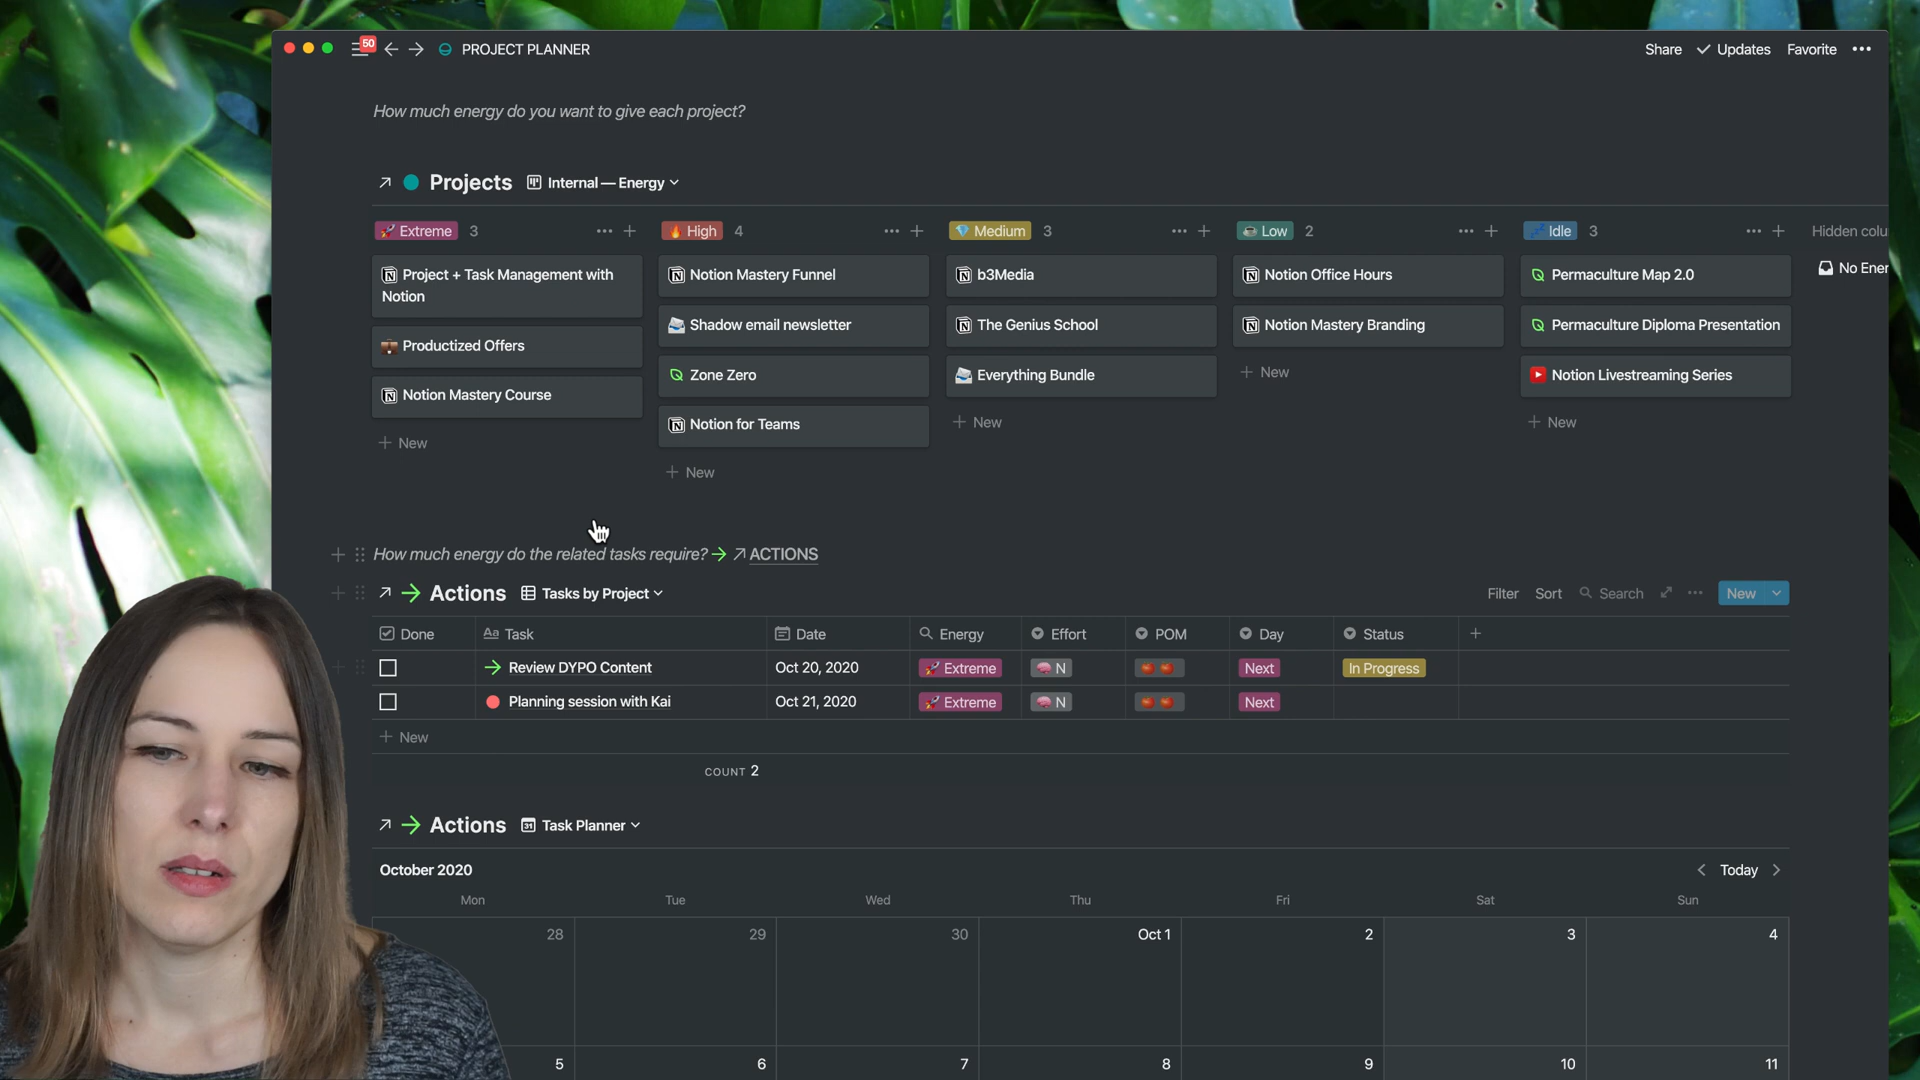 50
PROJECT PLANNER
Share
Updates
Favorite
How much energy do you want to give each project?
Projects
Internal — Energy
Extreme 3
High 4
Medium 3
Low 2
Idle 3
Hidden colu
Project + Task Management with
Notion
Productized Offers
Notion Mastery Course
New
Notion Mastery Funnel
Shadow email newsletter
Zone Zero
Notion for Teams
New
b3Media
The Genius School
Everything Bundle
New
Notion Office Hours
Notion Mastery Branding
New
Permaculture Map 2.0
Permaculture Diploma Presentation
Notion Livestreaming Series
New
No Ener
How much energy do the related tasks require? → ↗ ACTIONS
Actions
Tasks by Project
Filter
Sort
Search
New
Done
Aa Task
Date
Energy
Effort
POM
Day
Status
Review DYPO Content
Oct 20, 2020
Extreme
N
Next
In Progress
Planning session with Kai
Oct 21, 2020
Extreme
N
Next
New
COUNT 2
Actions
31
Task Planner
October 2020
Today
Mon Tue Wed Thu Fri Sat Sun
28 29 30 Oct 1 2 3 4
5 6 7 8 9 10 11